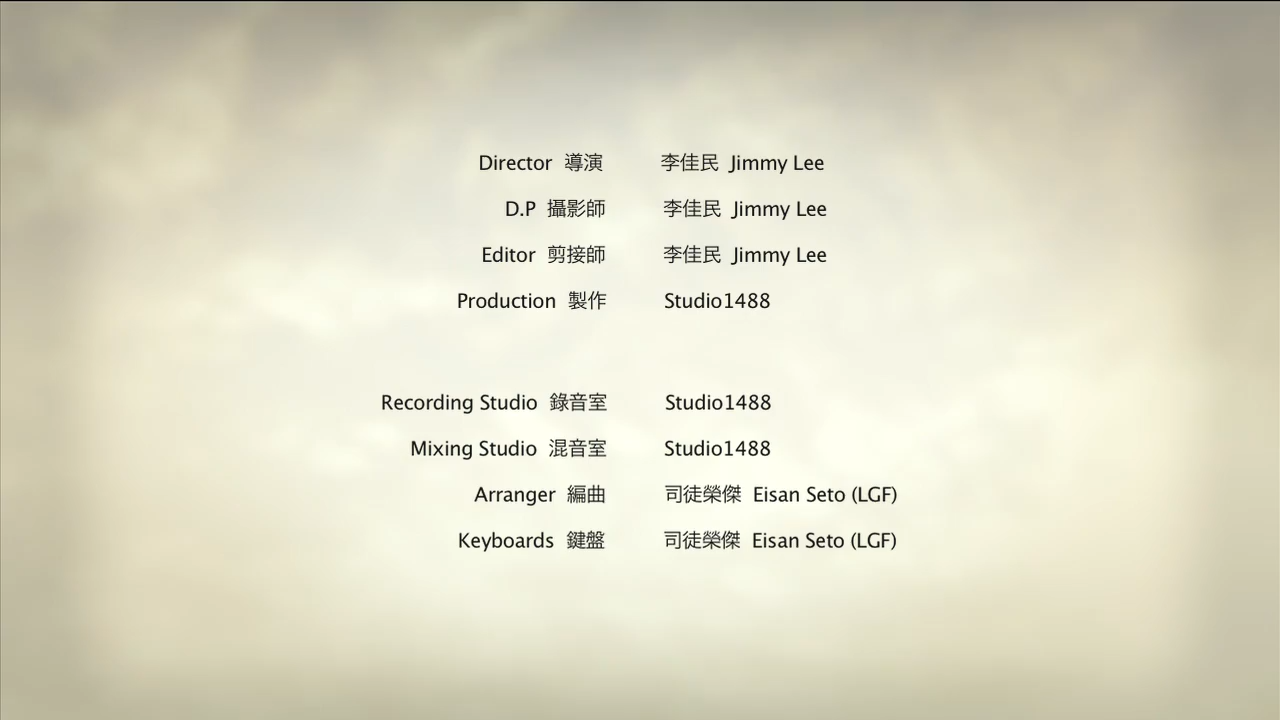 Director 導演 李佳民 Jimmy Lee
D.P 攝影師 李佳民 Jimmy Lee
Editor 剪接師 李佳民 Jimmy Lee
Production 製作 Studio1488
Recording Studio 錄音室 Studio1488
Mixing Studio 混音室 Studio1488
Arranger 編曲 司徒榮傑 Eisan Seto (LGF)
Keyboards 鍵盤 司徒榮傑 Eisan Seto (LGF)